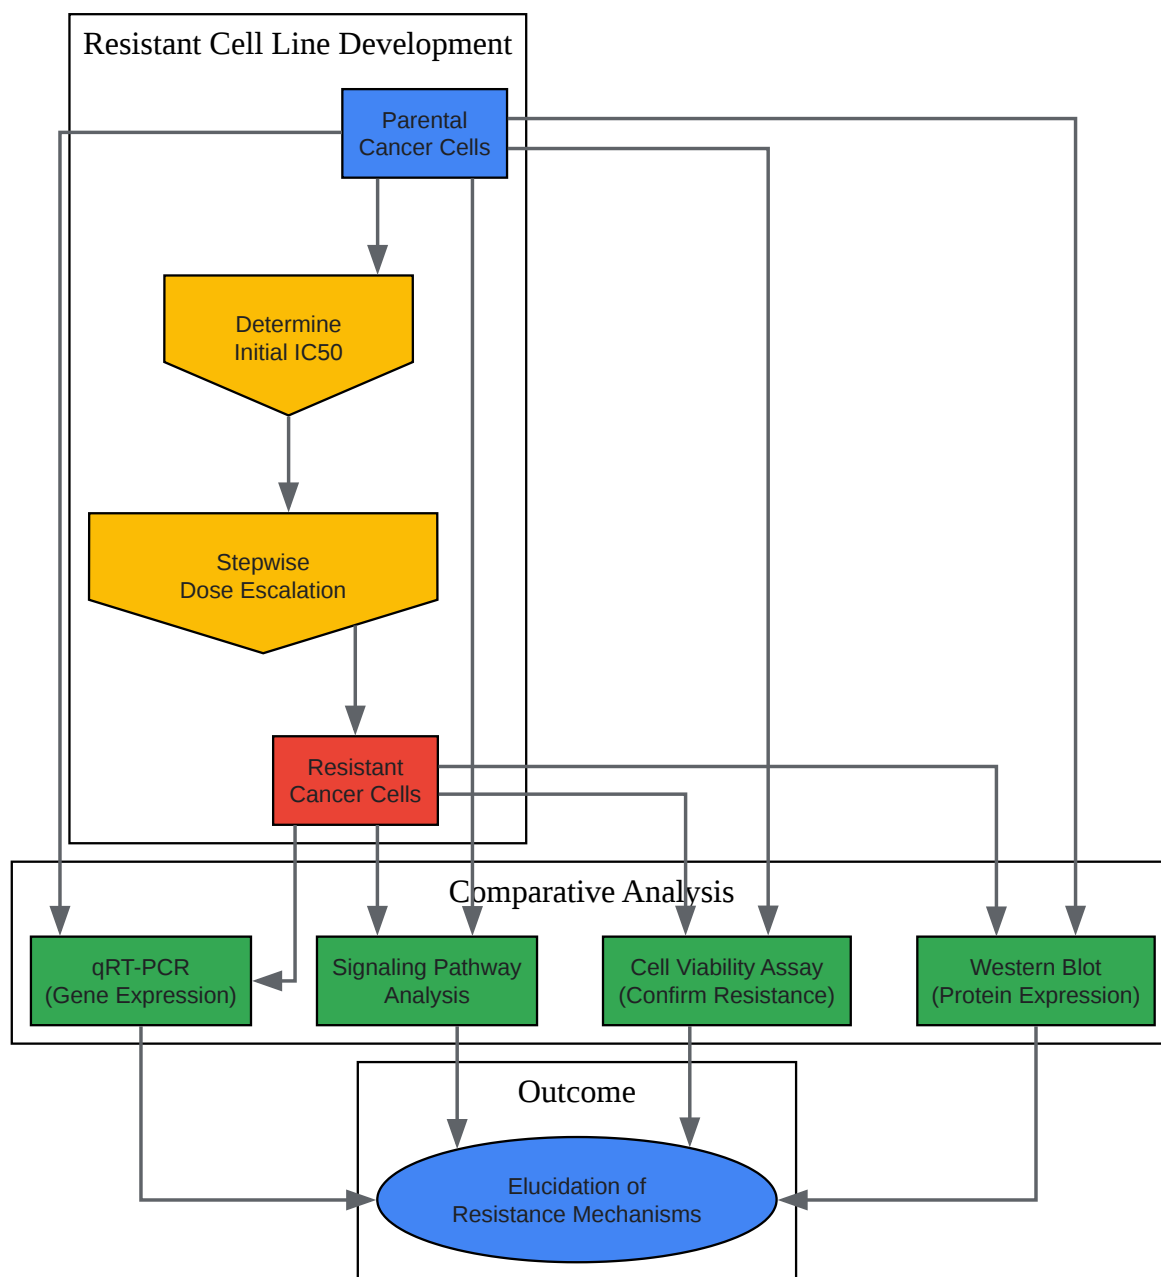 Resistant Cell Line Development
Parental
Cancer Cells
Determine
Initial IC50
Stepwise
Dose Escalation
Resistant
Cancer Cells
Comparative Analysis
qRT-PCR
(Gene Expression)
Signaling Pathway
Analysis
Cell Viability Assay
(Confirm Resistance)
Western Blot
(Protein Expression)
Outcome
Elucidation of
Resistance Mechanisms